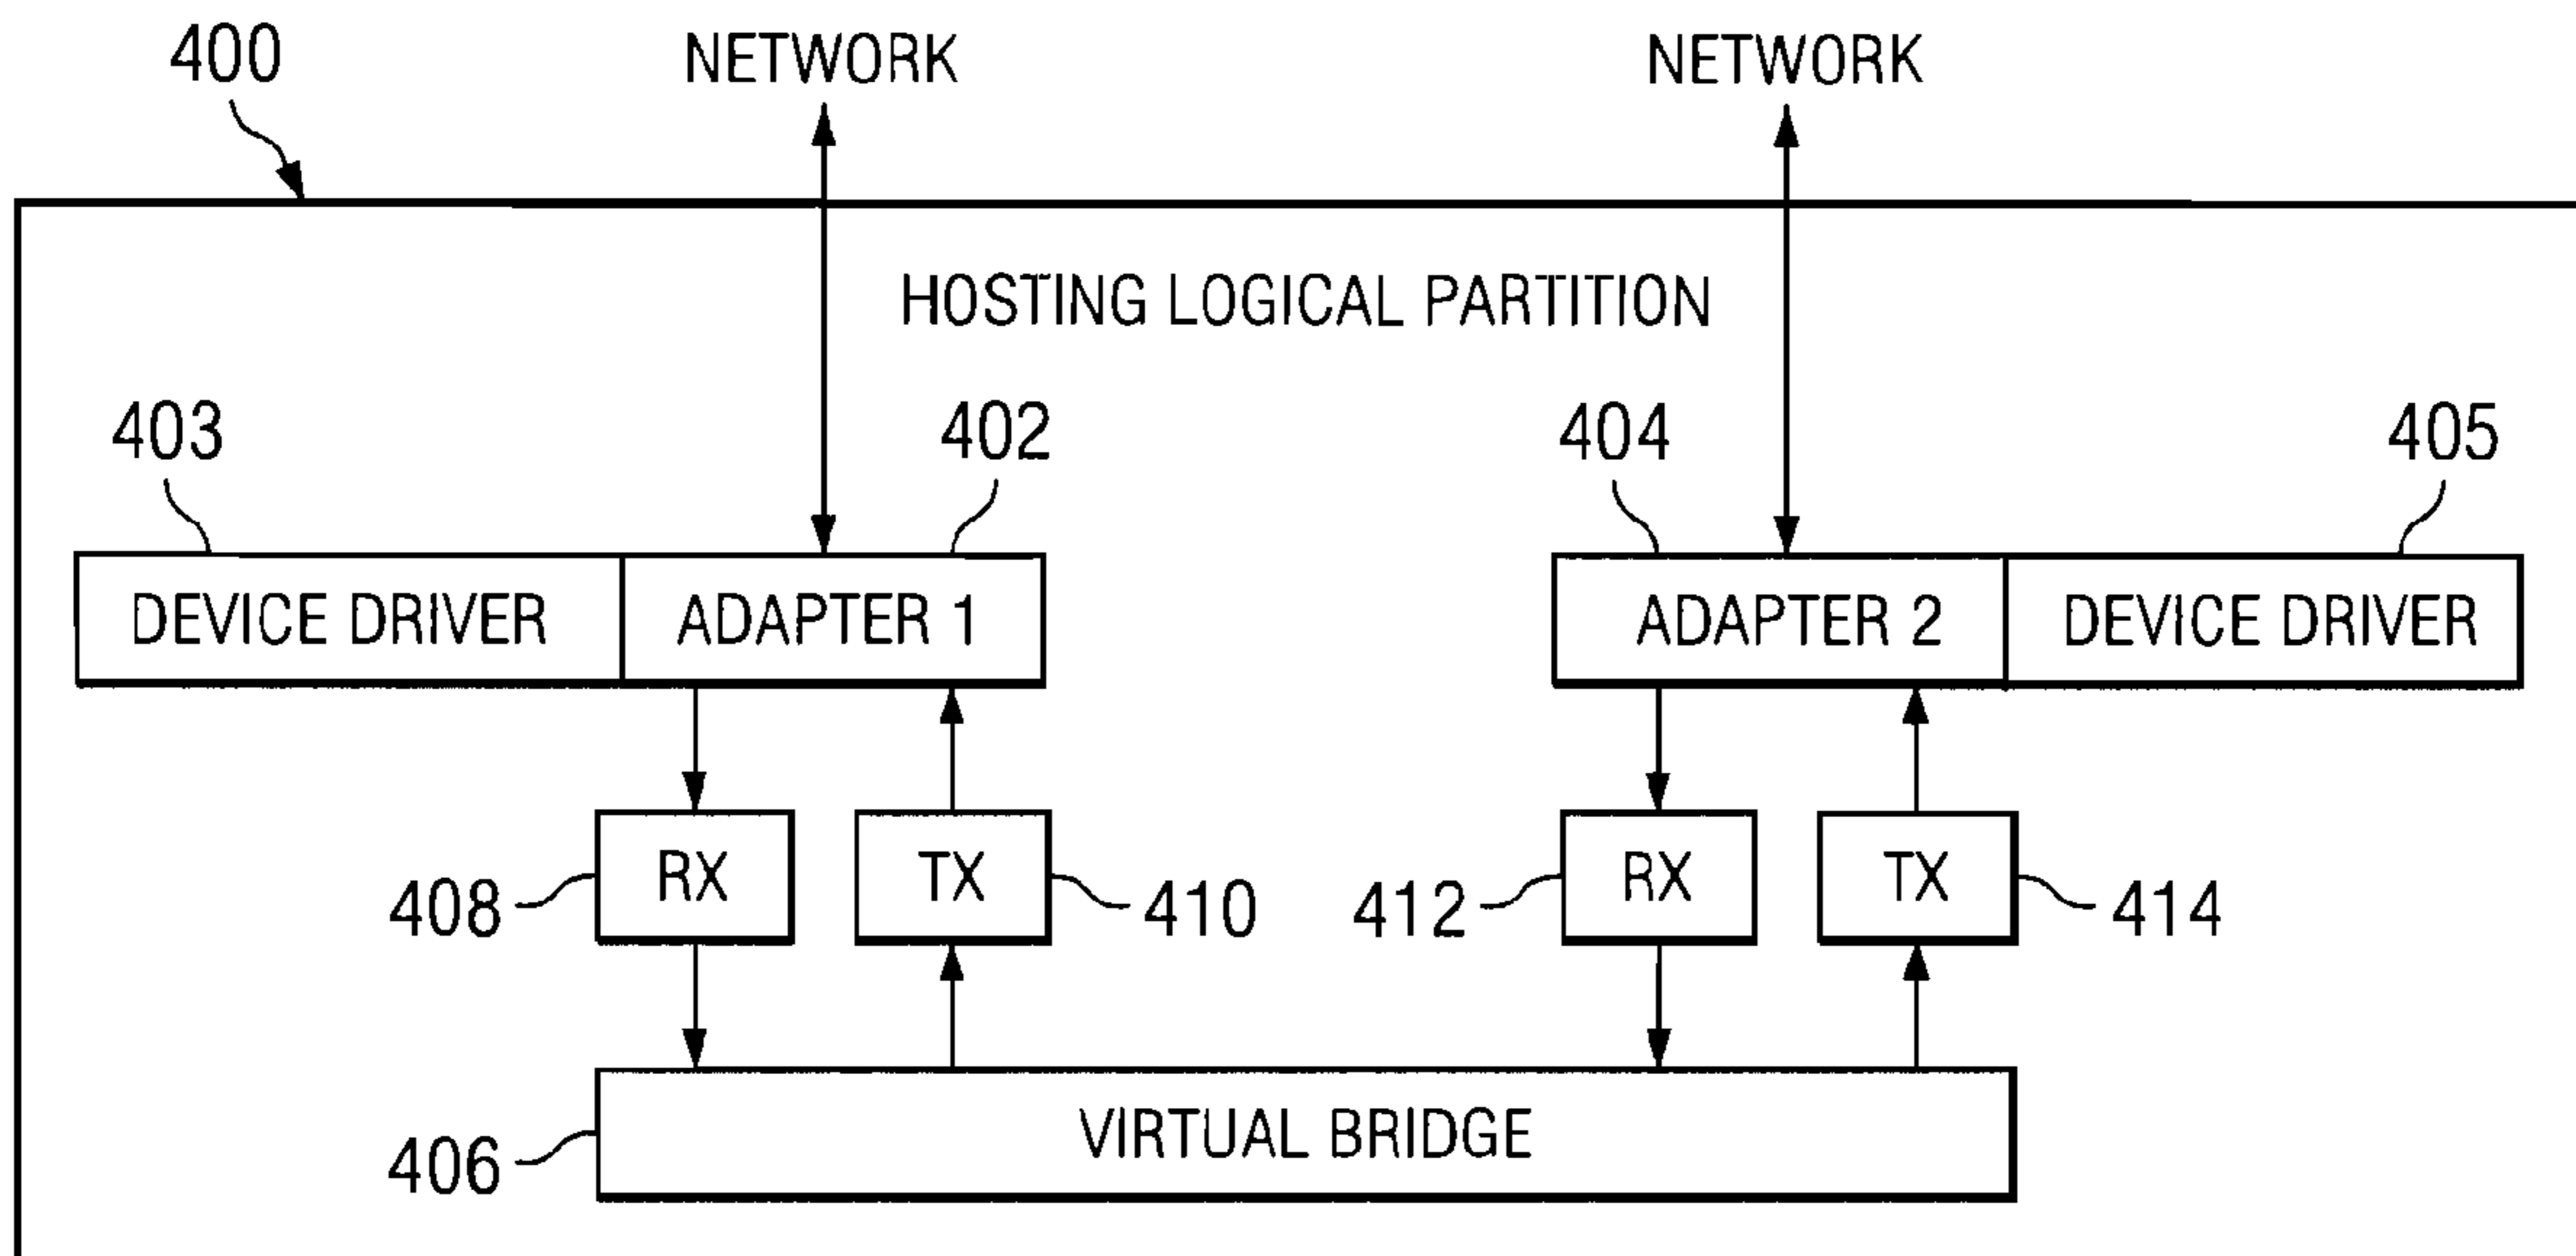 400
NETWORK
NETWORK
HOSTING LOGICAL PARTITION
403
402
404
405
DEVICE DRIVER
ADAPTER 1
ADAPTER 2
DEVICE DRIVER
408
RX
TX
410
412
RX
TX
414
406
VIRTUAL BRIDGE